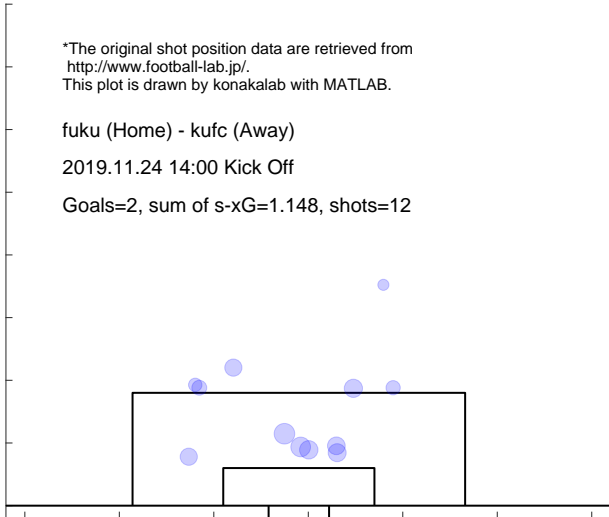 *The original shot position data are retrieved from
http://www.football-lab.jp/.
This plot is drawn by konakalab with MATLAB.
fuku (Home) - kufc (Away)
2019.11.24 14:00 Kick Off
Goals=2, sum of s-xG=1.148, shots=12